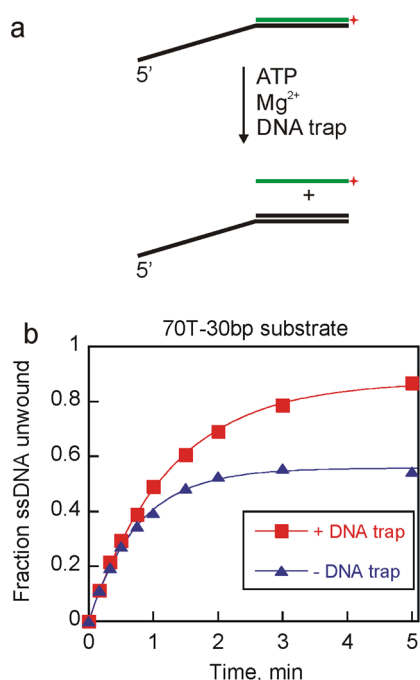 a
5’
ATP
Mg²⁺
DNA trap
+
5’
b
70T-30bp substrate
Fraction ssDNA unwound
1
0.8
0.6
0.4
0.2
0
+ DNA trap
- DNA trap
0 1 2 3 4 5
Time, min